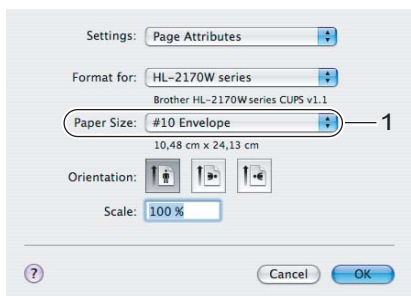 Settings: Page Attributes
Format for: HL-2170W series
Brother HL-2170W series CUPS v1.1
Paper Size: #10 Envelope 1
10,48 cm x 24,13 cm
Orientation:
Scale: 100 %
? Cancel OK